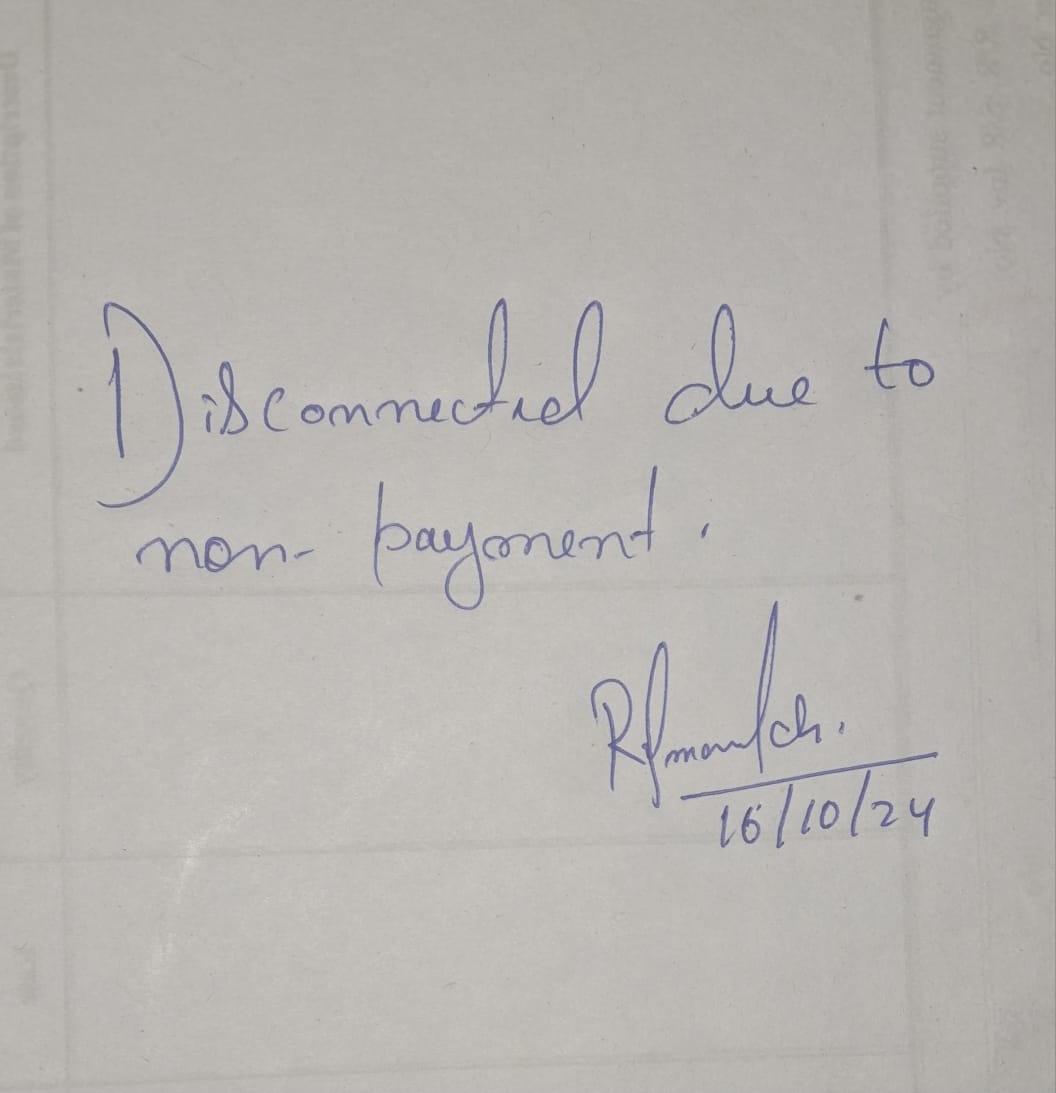 Disconnected due to
non-payment.
16/10/24